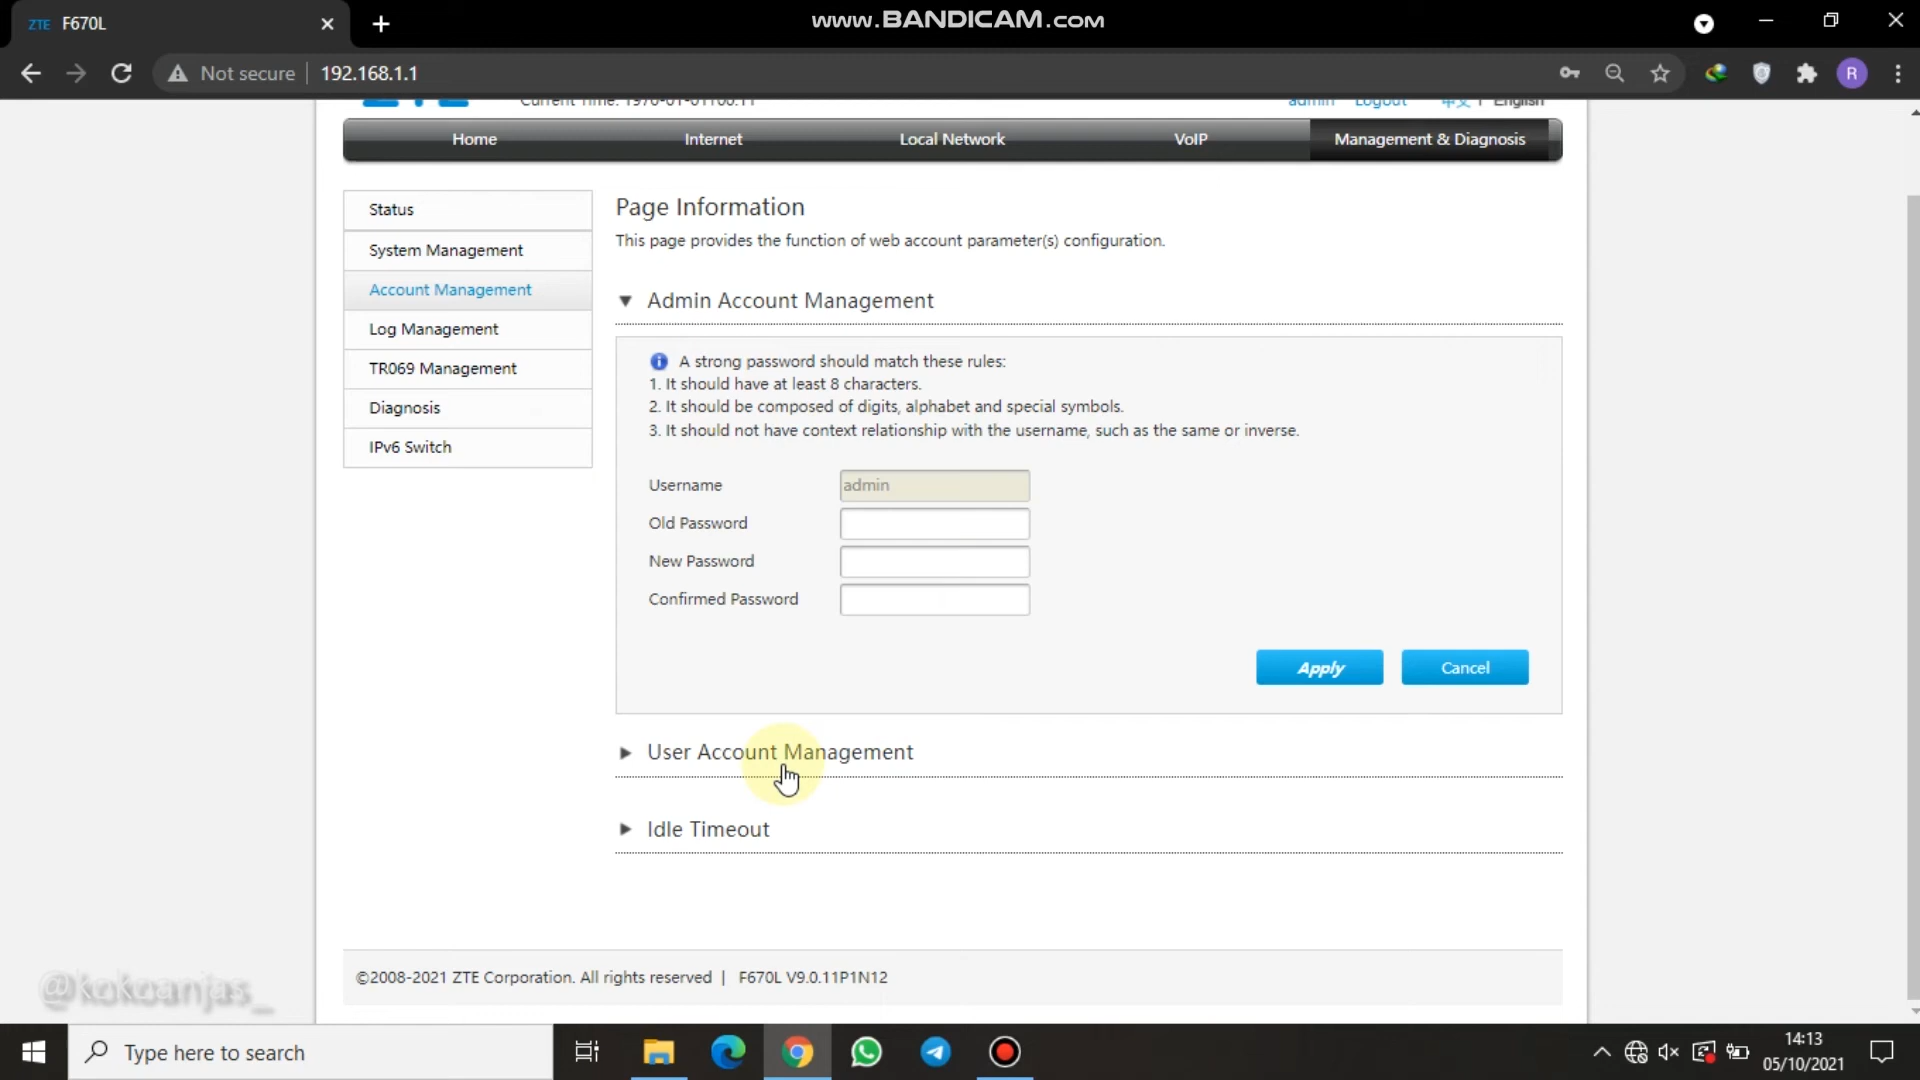 ZTE F670L
www.BANDICAM.com
Not secure 192.168.1.1
Current Time: 1970-01-01T00:11
admin Logout 中文 | English
Home Internet Local Network VoIP Management & Diagnosis
Status
System Management
Account Management
Log Management
TR069 Management
Diagnosis
IPv6 Switch
Page Information
This page provides the function of web account parameter(s) configuration.
Admin Account Management
A strong password should match these rules:
1. It should have at least 8 characters.
2. It should be composed of digits, alphabet and special symbols.
3. It should not have context relationship with the username, such as the same or inverse.
Username admin
Old Password
New Password
Confirmed Password
Apply Cancel
User Account Management
Idle Timeout
©2008-2021 ZTE Corporation. All rights reserved | F670L V9.0.11P1N12
@kokoanjas_
Type here to search
14:13
05/10/2021
R